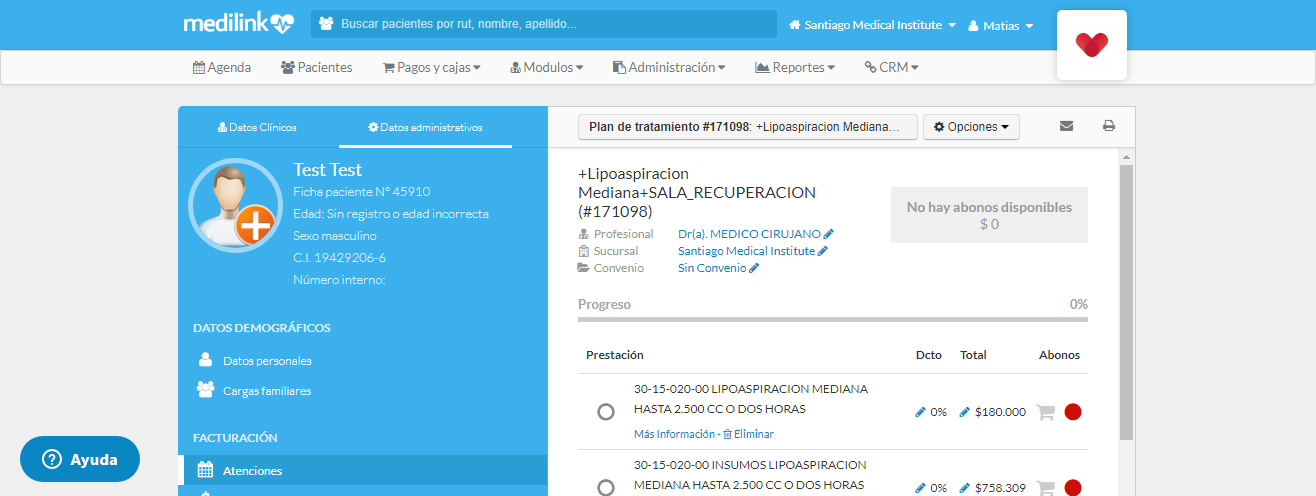 medilink
Buscar pacientes por rut, nombre, apellido...
Santiago Medical Institute
Matias
Agenda
Pacientes
Pagos y cajas
Modulos
Administración
Reportes
CRM
Datos Clínicos
Datos administrativos
Test Test
Ficha paciente N° 45910
Edad: Sin registro o edad incorrecta
Sexo masculino
C.I. 19429206-6
Número interno:
DATOS DEMOGRÁFICOS
Datos personales
Cargas familiares
FACTURACIÓN
Atenciones
Ayuda
Plan de tratamiento #171098: +Lipoaspiracion Mediana...
Opciones
+Lipoaspiracion
Mediana+SALA_RECUPERACION
(#171098)
No hay abonos disponibles
$ 0
Profesional Dr(a). MEDICO CIRUJANO
Sucursal Santiago Medical Institute
Convenio Sin Convenio
Progreso 0%
Prestación Dcto Total Abonos
30-15-020-00 LIPOASPIRACION MEDIANA
HASTA 2.500 CC O DOS HORAS
0% $180.000
Más Información - Eliminar
30-15-020-00 INSUMOS LIPOASPIRACION
MEDIANA HASTA 2.500 CC O DOS HORAS
0% $758.309